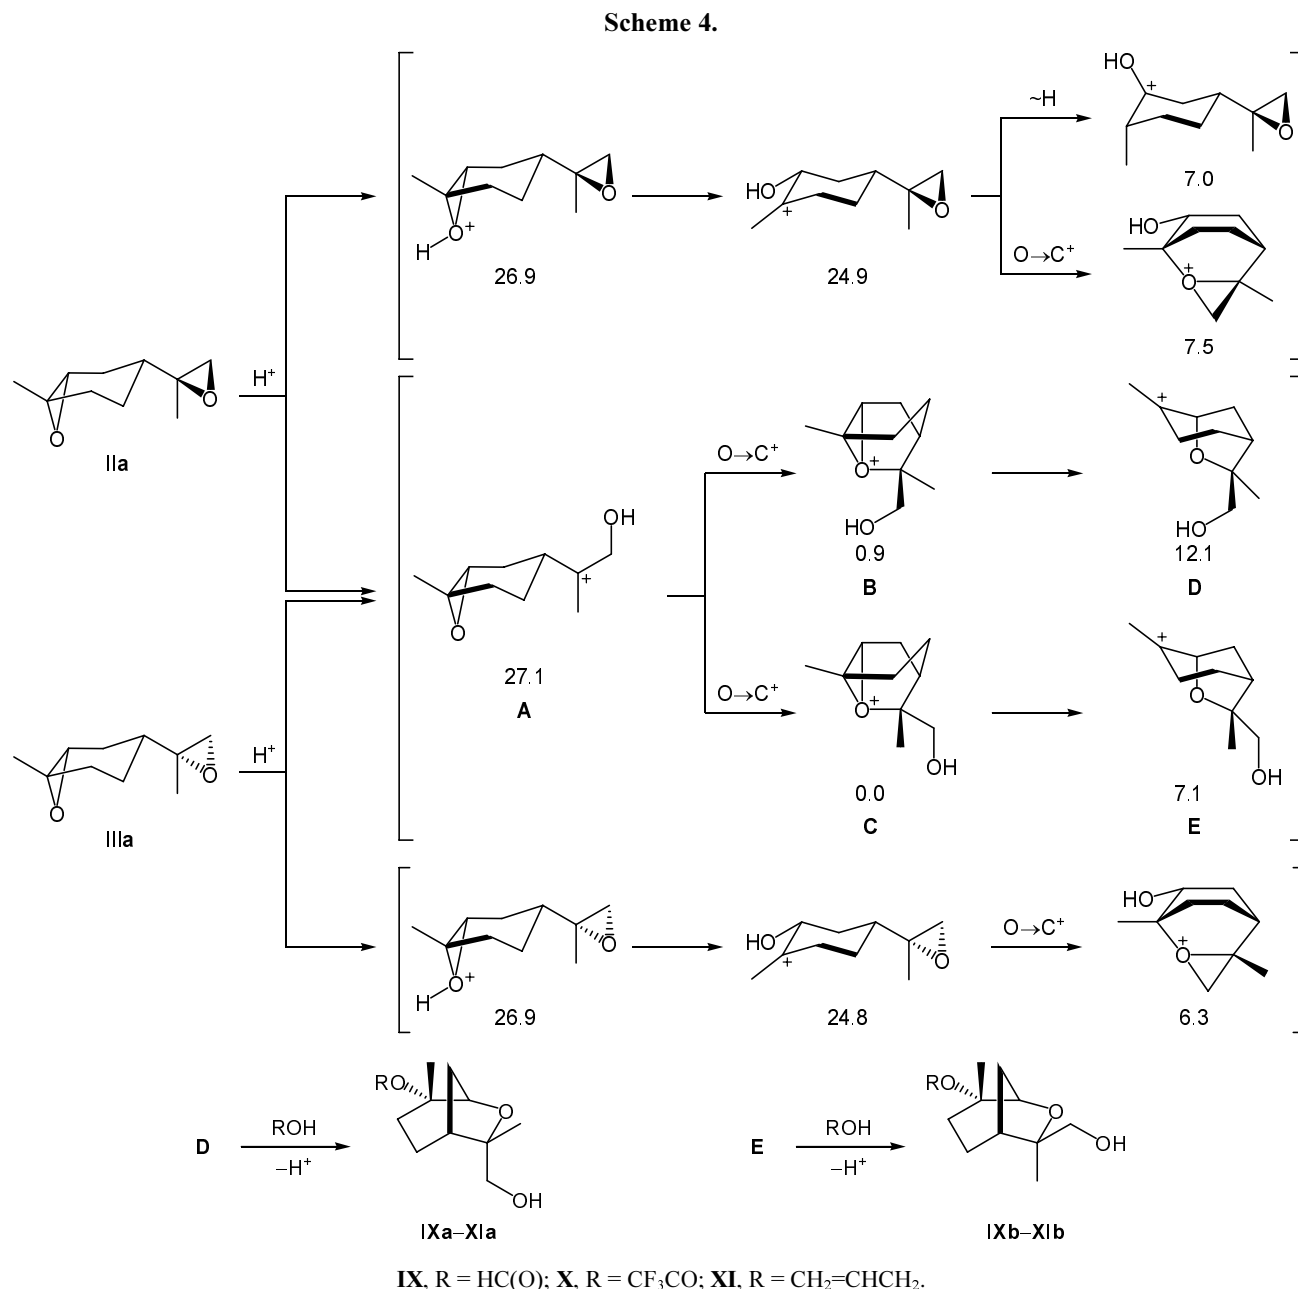 Scheme 4.
HO
+
~H
O
7.0
H
O+
O
26.9
HO
+
O
24.9
O→C+
HO
+
O
7.5
O
O
IIa
H+
OH
+
O
27.1
A
O→C+
O+
HO
0.9
B
+
O
HO
12.1
D
O→C+
O+
OH
0.0
C
+
O
OH
7.1
E
O
O
IIIa
H+
H
O+
O
26.9
HO
+
O
24.8
O→C+
HO
+
O
6.3
D
ROH
–H+
RO
O
OH
IXa–XIa
E
ROH
–H+
RO
O
OH
IXb–XIb
IX, R = HC(O); X, R = CF3CO; XI, R = CH2=CHCH2.